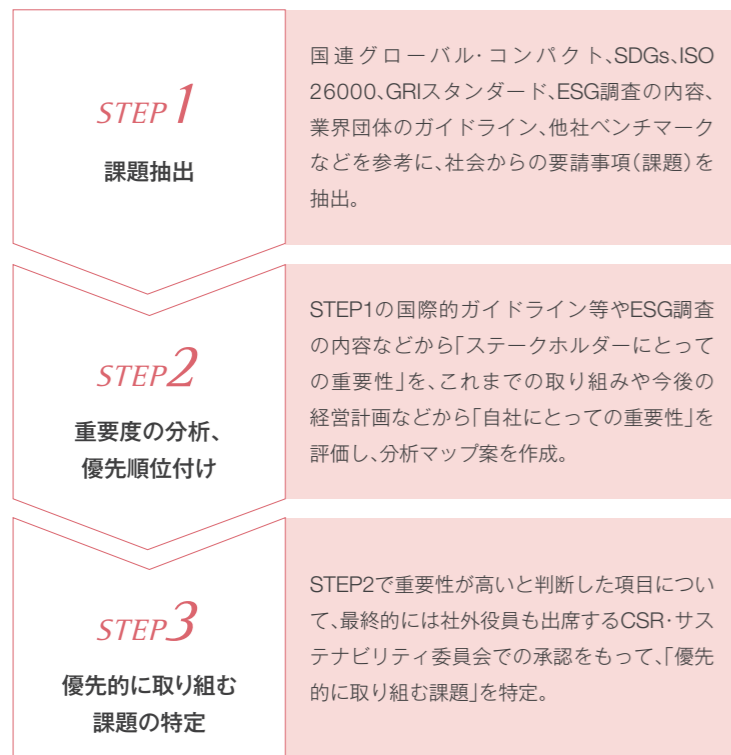 STEP1
課題抽出
国連グローバル・コンパクト、SDGs、ISO
26000、GRIスタンダード、ESG調査の内容、
業界団体のガイドライン、他社ベンチマーク
などを参考に、社会からの要請事項（課題）を
抽出。
STEP2
重要度の分析、
優先順位付け
STEP1の国際的ガイドライン等やESG調査
の内容などから「ステークホルダーにとって
の重要性」を、これまでの取り組みや今後の
経営計画などから「自社にとっての重要性」を
評価し、分析マップ案を作成。
STEP3
優先的に取り組む
課題の特定
STEP2で重要性が高いと判断した項目につい
て、最終的には社外役員も出席するCSR・サス
テナビリティ委員会での承認をもって、「優先
的に取り組む課題」を特定。